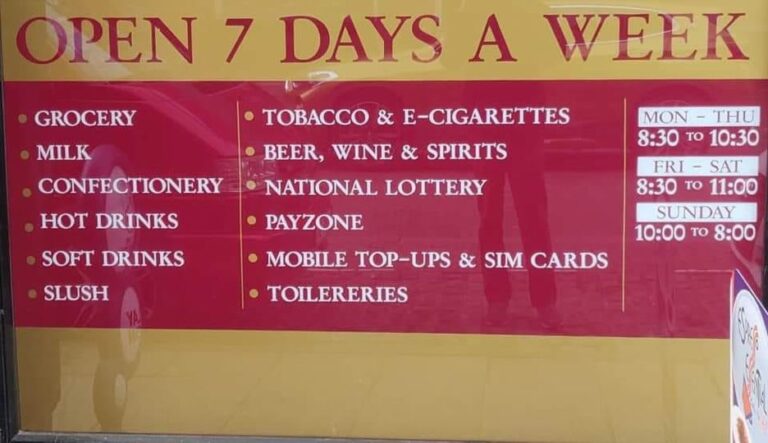 OPEN 7 DAYS A WEEK
GROCERY
MILK
CONFECTIONERY
HOT DRINKS
SOFT DRINKS
SLUSH
TOBACCO & E-CIGARETTES
BEER, WINE & SPIRITS
NATIONAL LOTTERY
PAYZONE
MOBILE TOP-UPS & SIM CARDS
TOILERERIES
MON - THU
8:30 TO 10:30
FRI - SAT
8:30 TO 11:00
SUNDAY
10:00 TO 8:00